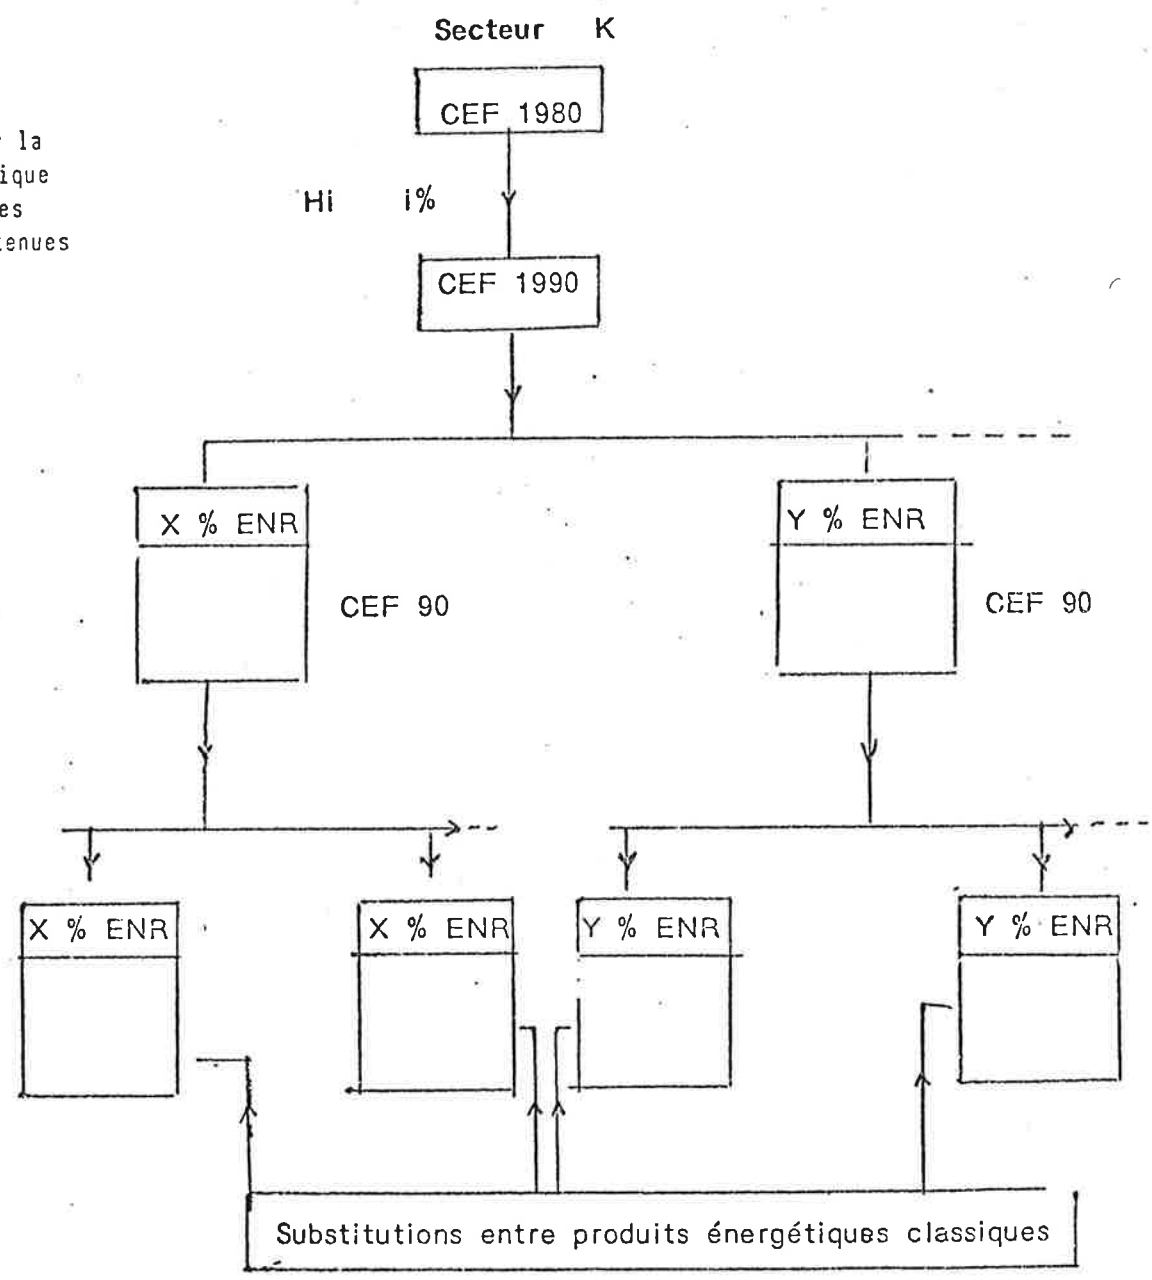 Secteur K
CEF 1980
la
ique
es
enues
Hi i%
CEF 1990
X % ENR
Y % ENR
CEF 90
CEF 90
X % ENR
X % ENR
Y % ENR
Y % ENR
Substitutions entre produits énergétiques classiques